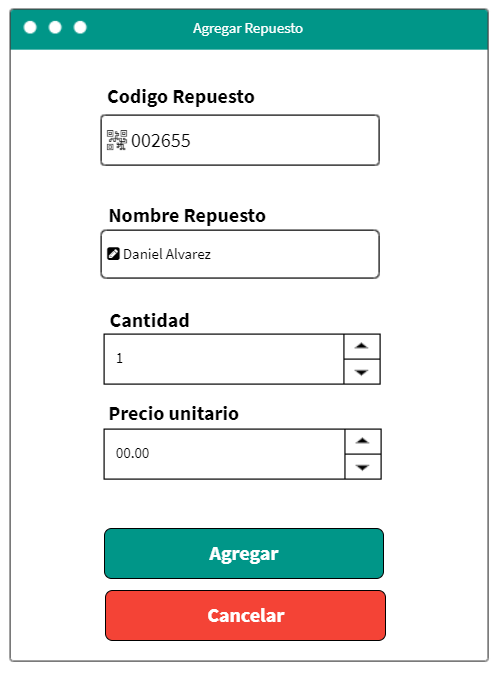 Agregar Repuesto
Codigo Repuesto
002655
Nombre Repuesto
Daniel Alvarez
Cantidad
1
Precio unitario
00.00
Agregar
Cancelar